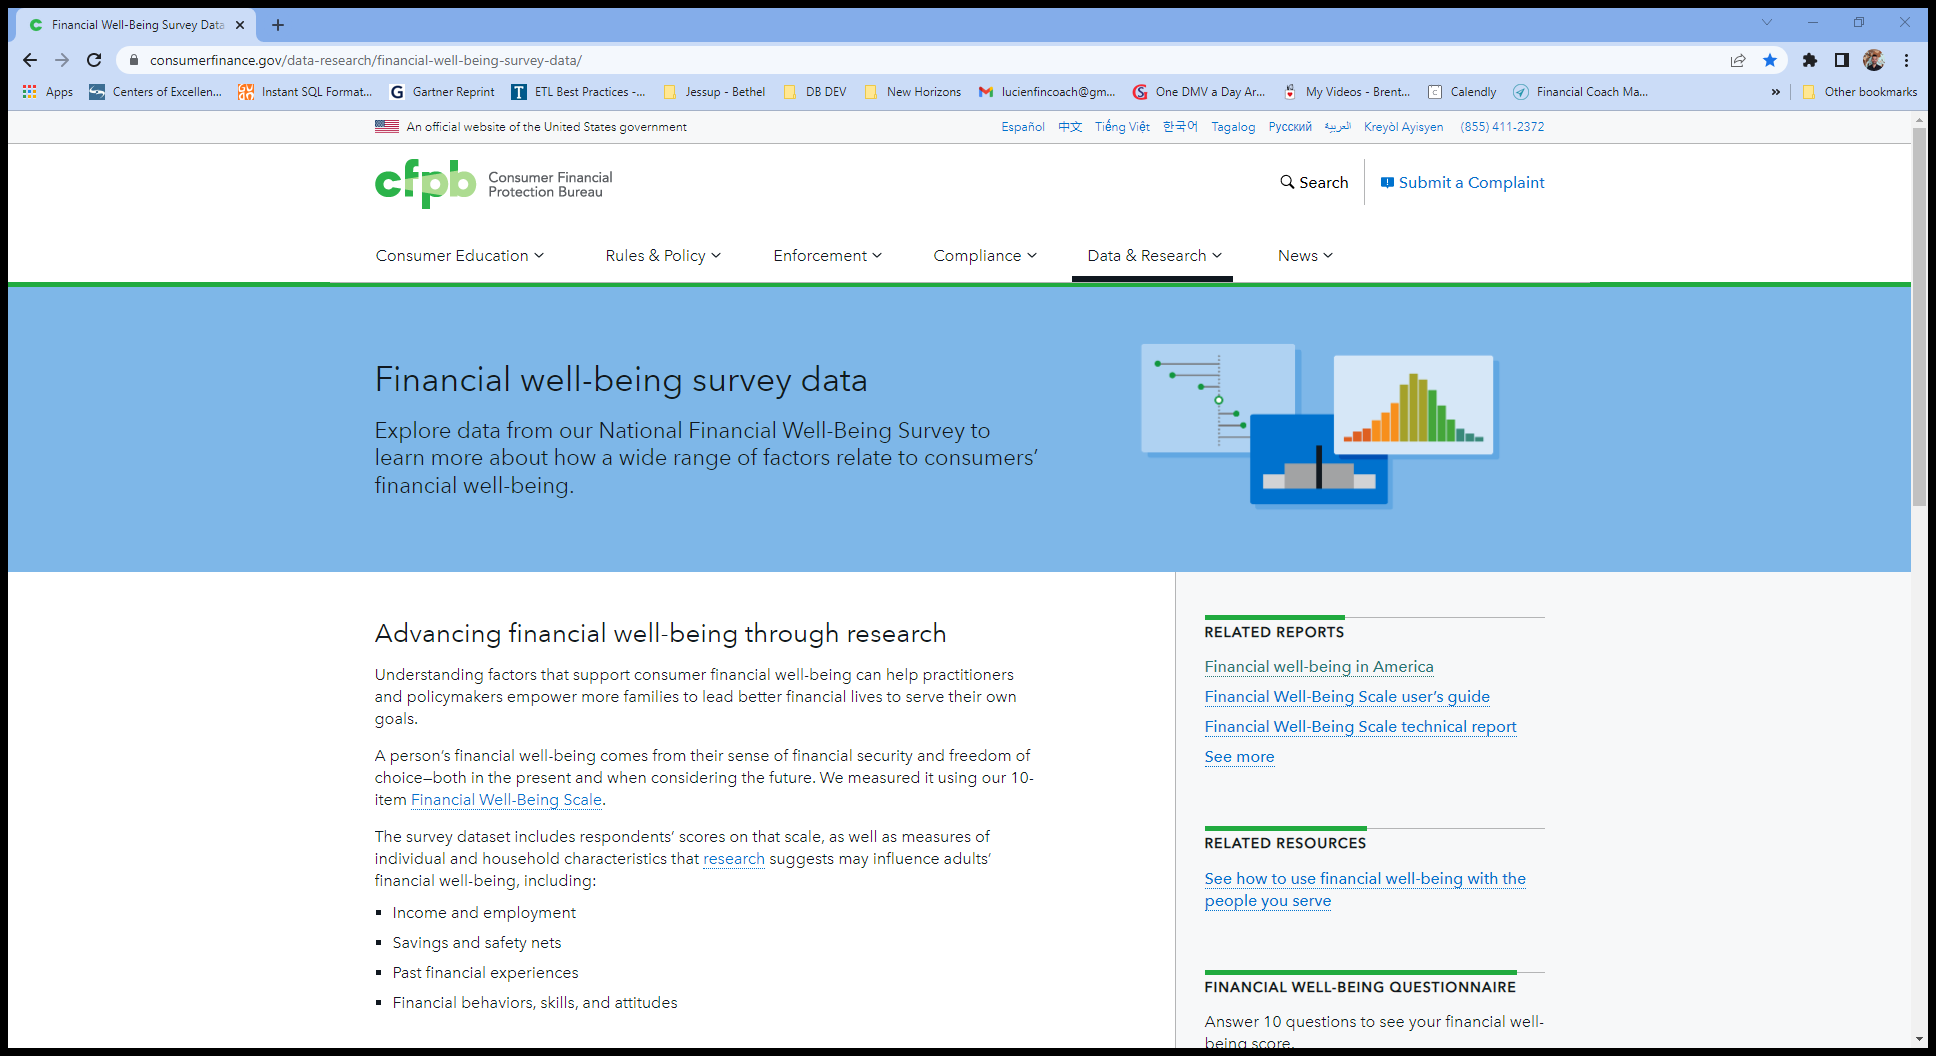 Financial Well-Being Survey Data
consumerfinance.gov/data-research/financial-well-being-survey-data/
Apps Centers of Excellen... Instant SQL Format... Gartner Reprint ETL Best Practices -... Jessup - Bethel DB DEV New Horizons lucienfincoach@gm... One DMV a Day Ar... My Videos - Brent... Calendly Financial Coach Ma... » Other bookmarks
An official website of the United States government
Español 中文 Tiếng Việt 한국어 Tagalog Русский العربية Kreyòl Ayisyen (855) 411-2372
cfpb Consumer Financial
Protection Bureau
Search Submit a Complaint
Consumer Education Rules & Policy Enforcement Compliance Data & Research News
Financial well-being survey data
Explore data from our National Financial Well-Being Survey to
learn more about how a wide range of factors relate to consumers’
financial well-being.
Advancing financial well-being through research
Understanding factors that support consumer financial well-being can help practitioners
and policymakers empower more families to lead better financial lives to serve their own
goals.
A person’s financial well-being comes from their sense of financial security and freedom of
choice—both in the present and when considering the future. We measured it using our 10-
item Financial Well-Being Scale.
The survey dataset includes respondents’ scores on that scale, as well as measures of
individual and household characteristics that research suggests may influence adults’
financial well-being, including:
▪ Income and employment
▪ Savings and safety nets
▪ Past financial experiences
▪ Financial behaviors, skills, and attitudes
RELATED REPORTS
Financial well-being in America
Financial Well-Being Scale user’s guide
Financial Well-Being Scale technical report
See more
RELATED RESOURCES
See how to use financial well-being with the
people you serve
FINANCIAL WELL-BEING QUESTIONNAIRE
Answer 10 questions to see your financial well-
being score.